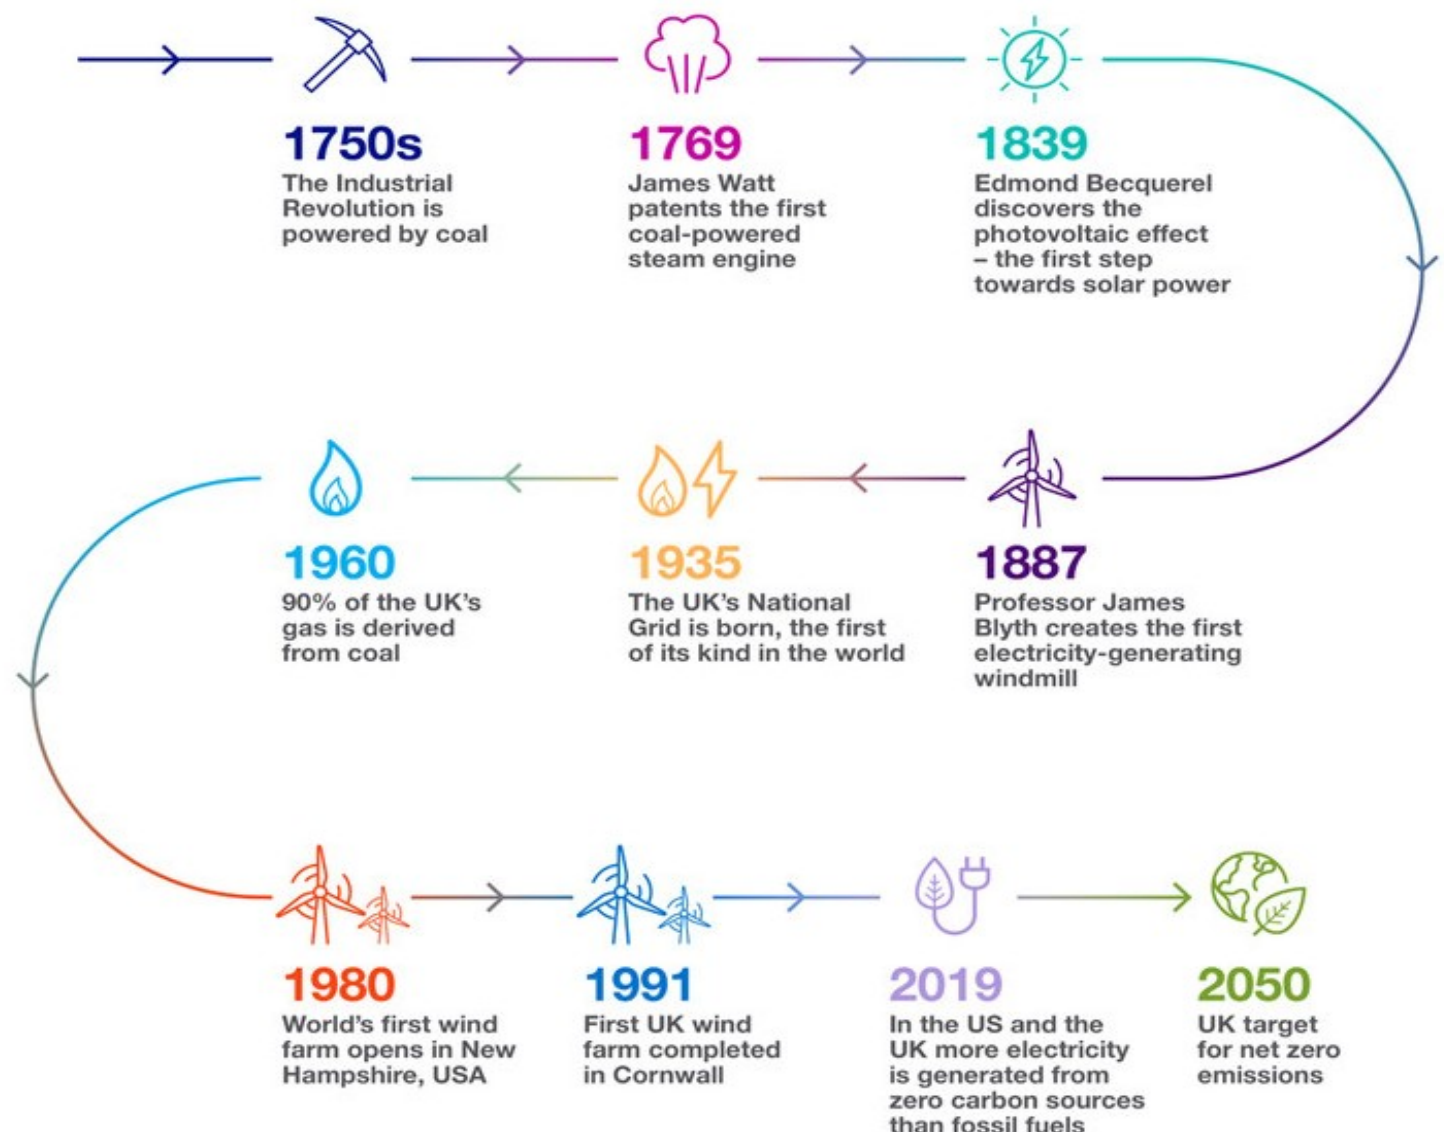 1750s
The Industrial
Revolution is
powered by coal
1769
James Watt
patents the first
coal-powered
steam engine
1839
Edmond Becquerel
discovers the
photovoltaic effect
– the first step
towards solar power
1887
Professor James
Blyth creates the first
electricity-generating
windmill
1935
The UK’s National
Grid is born, the first
of its kind in the world
1960
90% of the UK’s
gas is derived
from coal
1980
World’s first wind
farm opens in New
Hampshire, USA
1991
First UK wind
farm completed
in Cornwall
2019
In the US and the
UK more electricity
is generated from
zero carbon sources
than fossil fuels
2050
UK target
for net zero
emissions